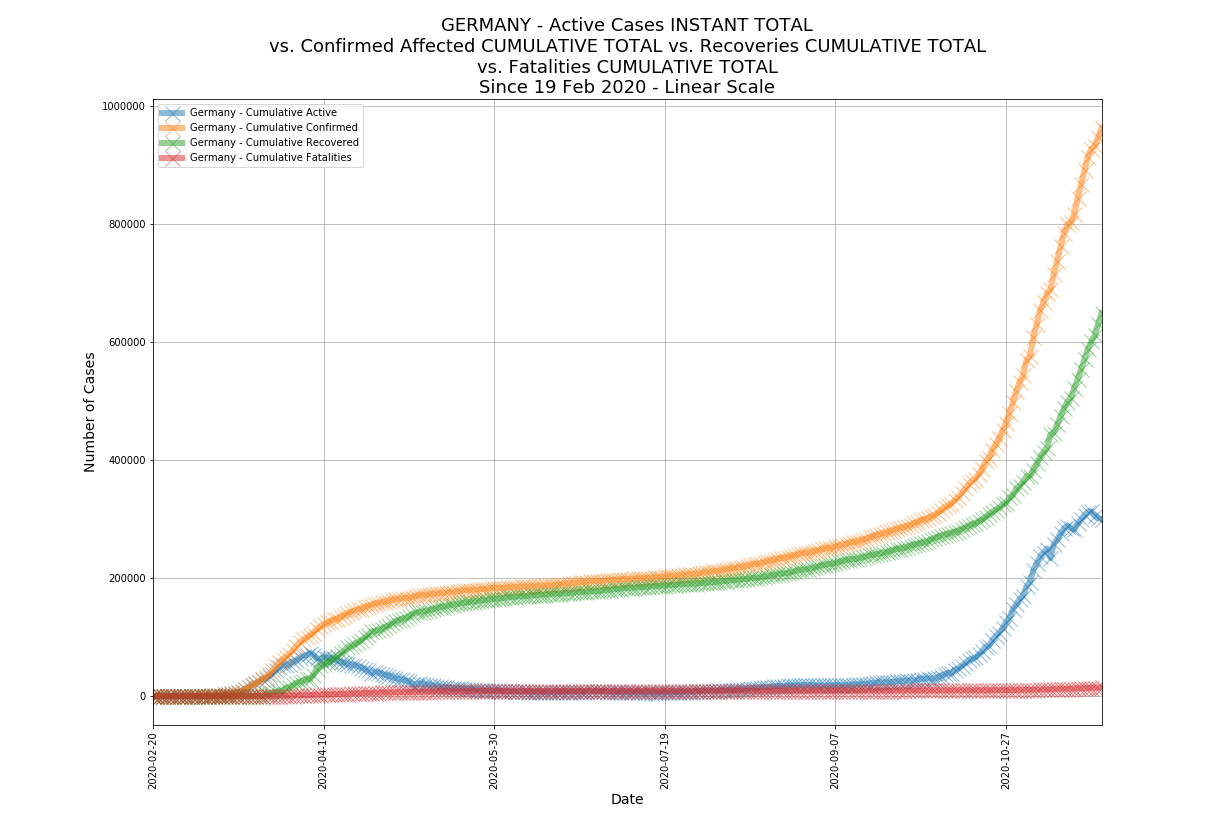 GERMANY - Active Cases INSTANT TOTAL
vs. Confirmed Affected CUMULATIVE TOTAL vs. Recoveries CUMULATIVE TOTAL
vs. Fatalities CUMULATIVE TOTAL
Since 19 Feb 2020 - Linear Scale
Germany - Cumulative Active
Germany - Cumulative Confirmed
Germany - Cumulative Recovered
Germany - Cumulative Fatalities
Number of Cases
1000000
800000
600000
400000
200000
0
2020-02-20
2020-04-10
2020-05-30
2020-07-19
2020-09-07
2020-10-27
Date